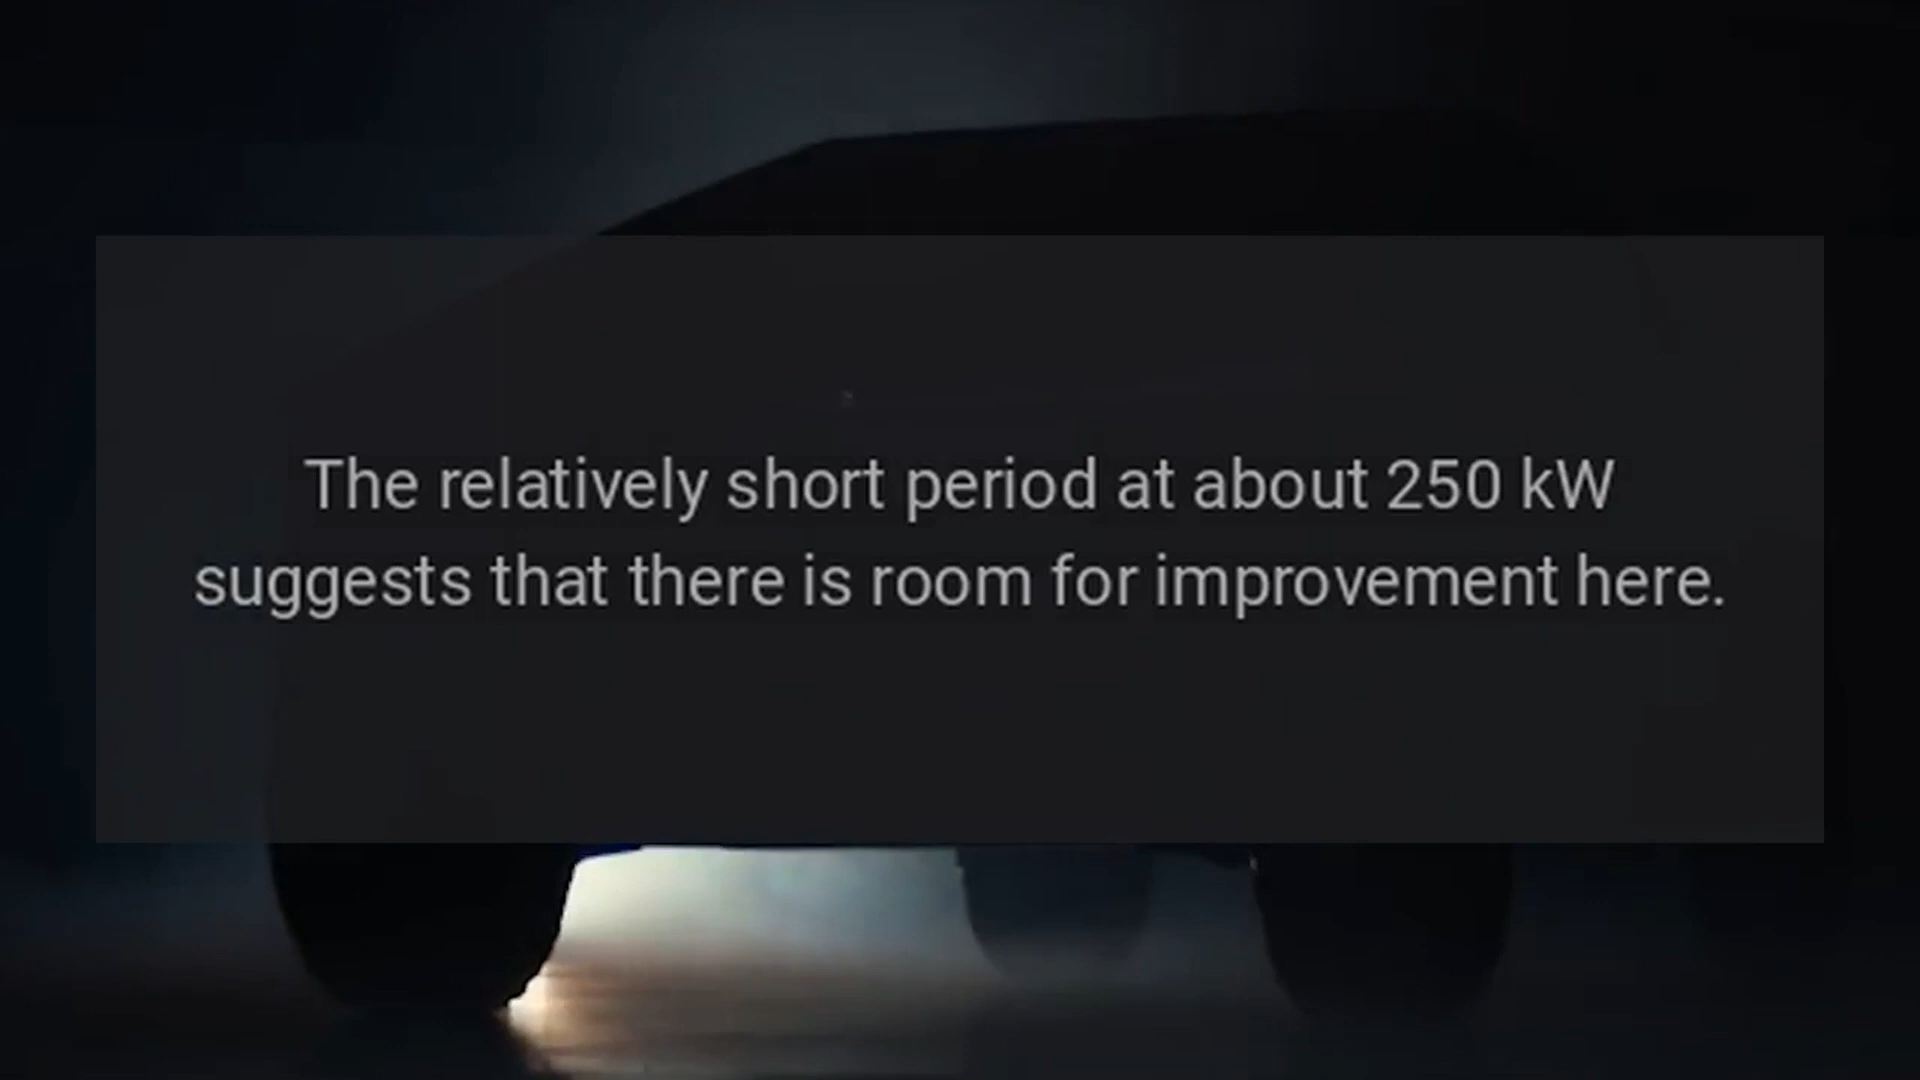 The relatively short period at about 250 kW
suggests that there is room for improvement here.